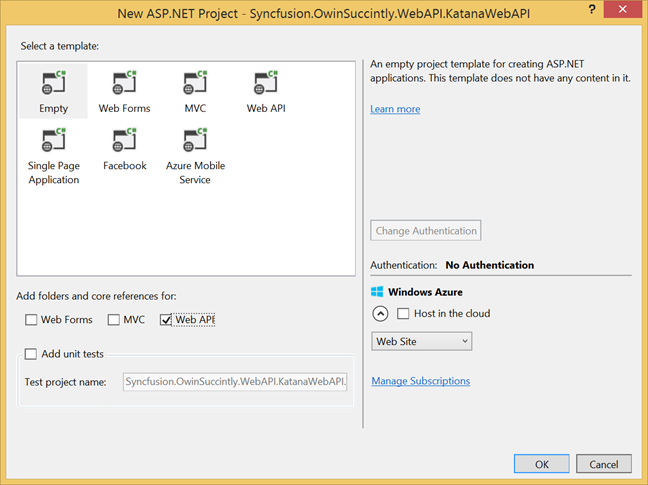 New ASP.NET Project - Syncfusion.OwinSuccintly.WebAPI.KatanaWebAPI
?
Select a template:
Empty
Web Forms
MVC
Web API
Single Page
Application
Facebook
Azure Mobile
Service
Add folders and core references for:
Web Forms
MVC
Web API
Add unit tests
Test project name:
Syncfusion.OwinSuccintly.WebAPI.KatanaWebAPI.
An empty project template for creating ASP.NET
applications. This template does not have any content in it.
Learn more
Change Authentication
Authentication: No Authentication
Windows Azure
Host in the cloud
Web Site
Manage Subscriptions
OK
Cancel